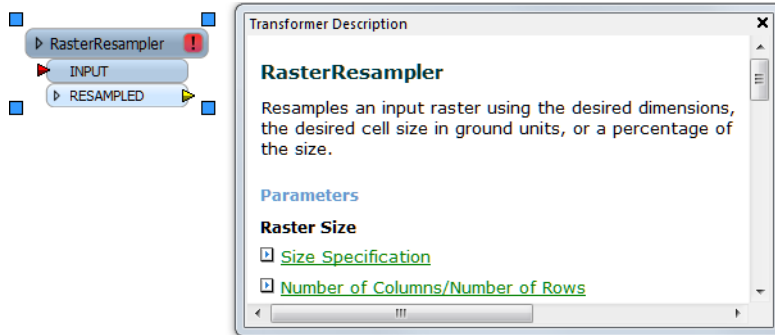 RasterResampler
INPUT
RESAMPLED
Transformer Description
RasterResampler
Resamples an input raster using the desired dimensions,
the desired cell size in ground units, or a percentage of
the size.
Parameters
Raster Size
Size Specification
Number of Columns/Number of Rows